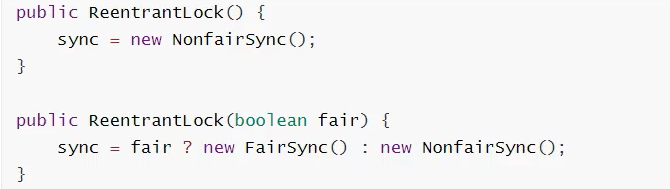 public ReentrantLock() {
    sync = new NonfairSync();
}
public ReentrantLock(boolean fair) {
    sync = fair ? new FairSync() : new NonfairSync();
}